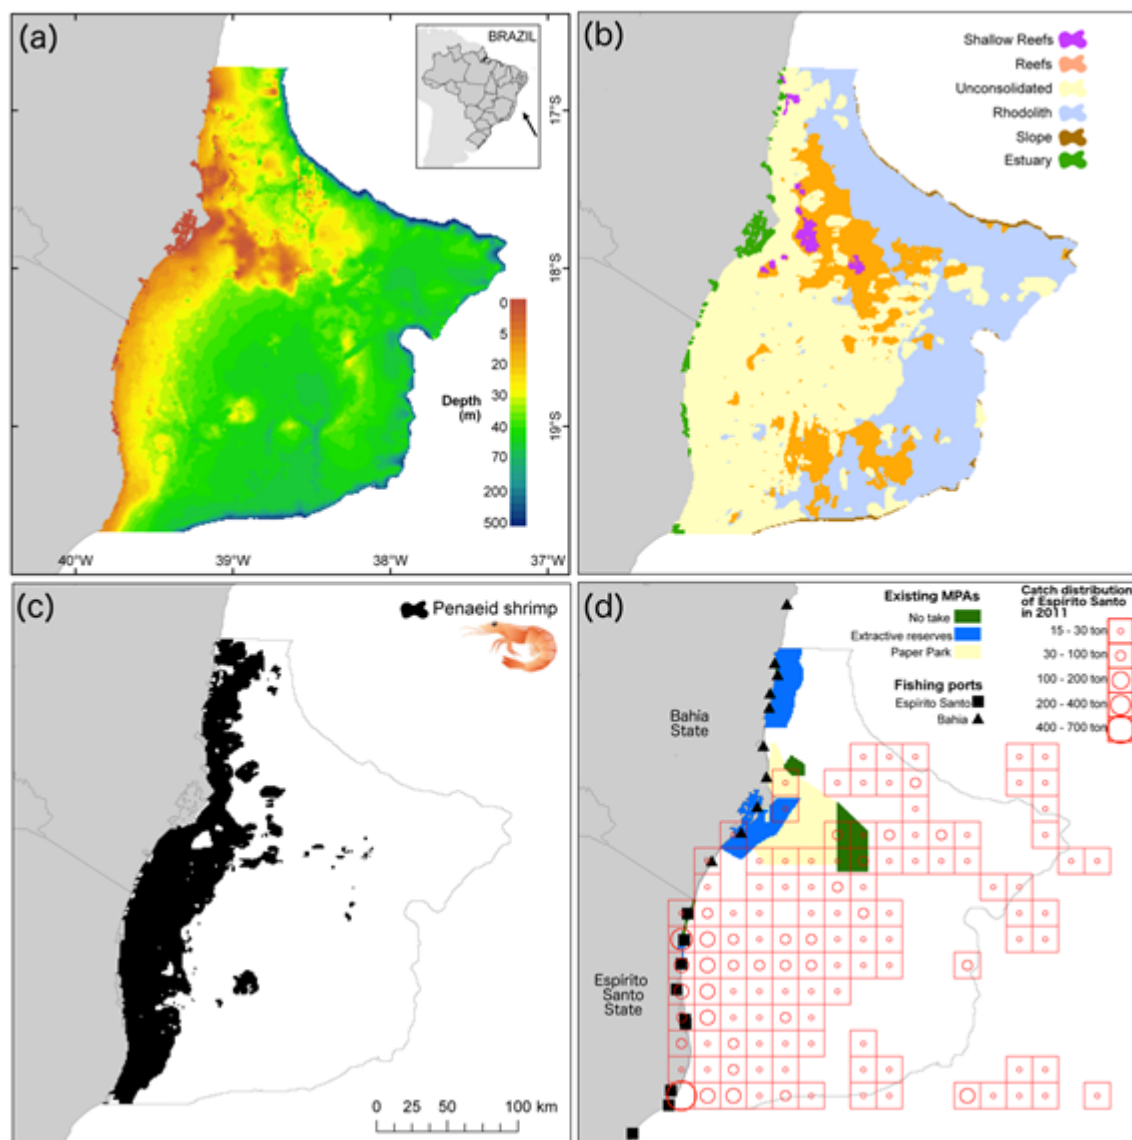 (a)
BRAZIL
17°S
18°S
19°S
Depth
(m)
0
5
20
30
40
70
200
500
40°W
39°W
38°W
37°W
(b)
Shallow Reefs
Reefs
Unconsolidated
Rhodolith
Slope
Estuary
(c)
Penaeid shrimp
0 25 50 100 km
(d)
Existing MPAs
No take
Extractive reserves
Paper Park
Fishing ports
Espírito Santo
Bahia
Catch distribution
of Espírito Santo
in 2011
15 - 30 ton
30 - 100 ton
100 - 200 ton
200 - 400 ton
400 - 700 ton
Bahia
State
Espírito
Santo
State